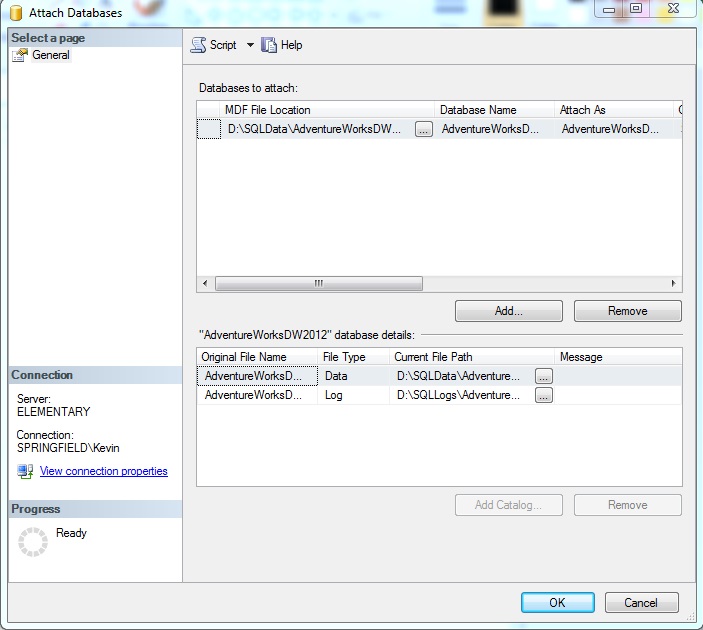 Attach Databases
Select a page
General
Script
Help
Databases to attach:
MDF File Location Database Name Attach As
D:\SQLData\AdventureWorksDW... ... AdventureWorksD... AdventureWorksD...
Add... Remove
"AdventureWorksDW2012" database details:
Original File Name File Type Current File Path Message
AdventureWorksD... Data D:\SQLData\Adventure... ...
AdventureWorksD... Log D:\SQLLogs\Adventure... ...
Add Catalog... Remove
Connection
Server:
ELEMENTARY
Connection:
SPRINGFIELD\Kevin
View connection properties
Progress
Ready
OK Cancel